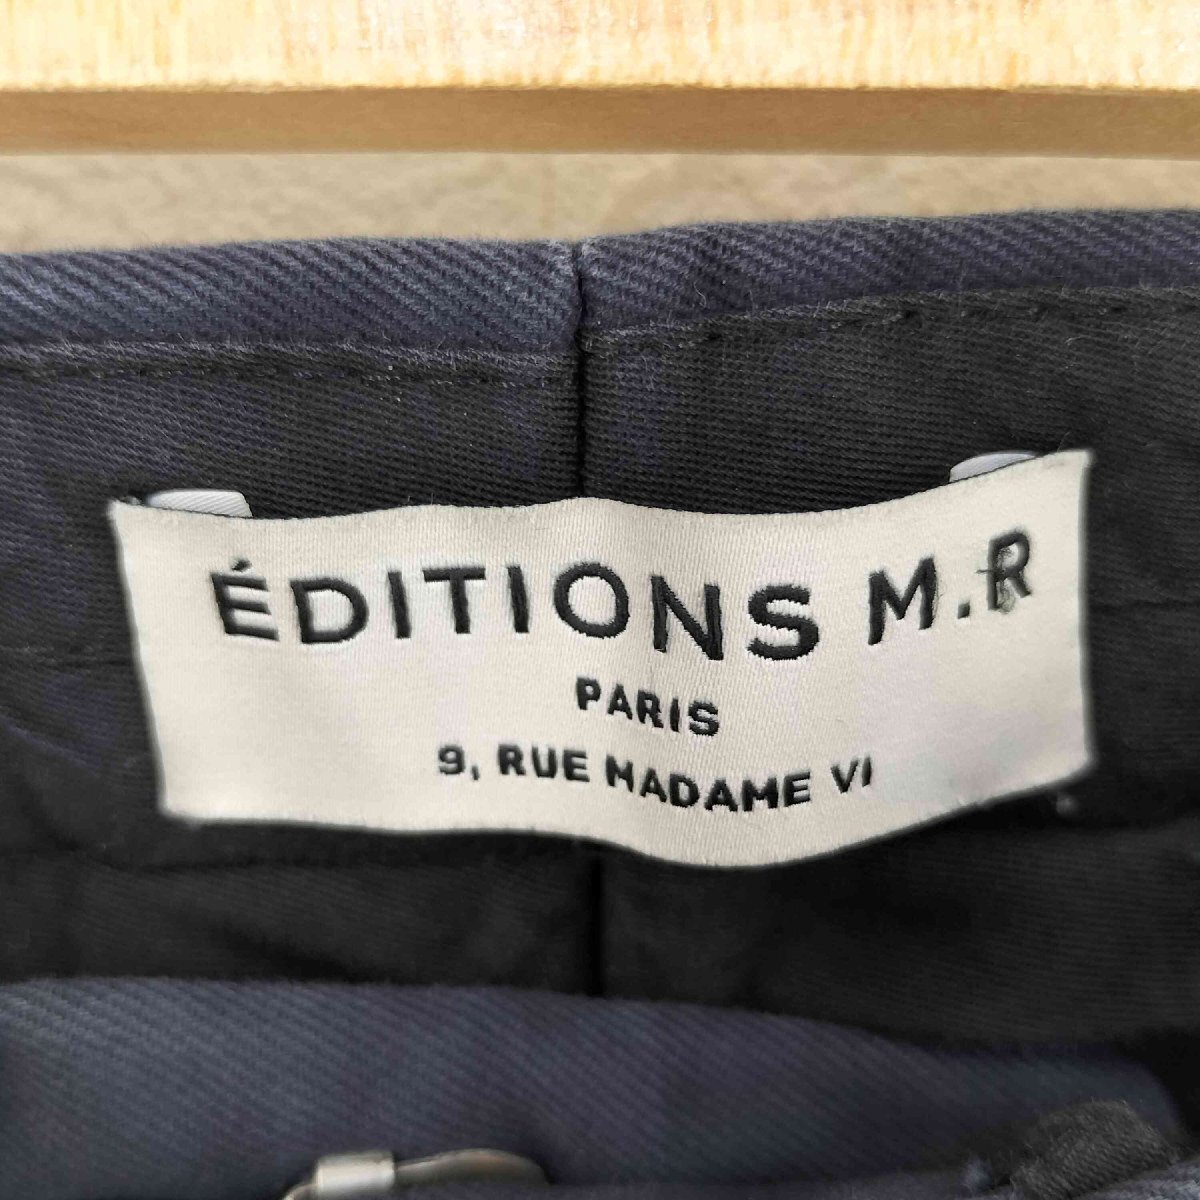 ÉDITIONS M.R
PARIS
9, RUE MADAME VI